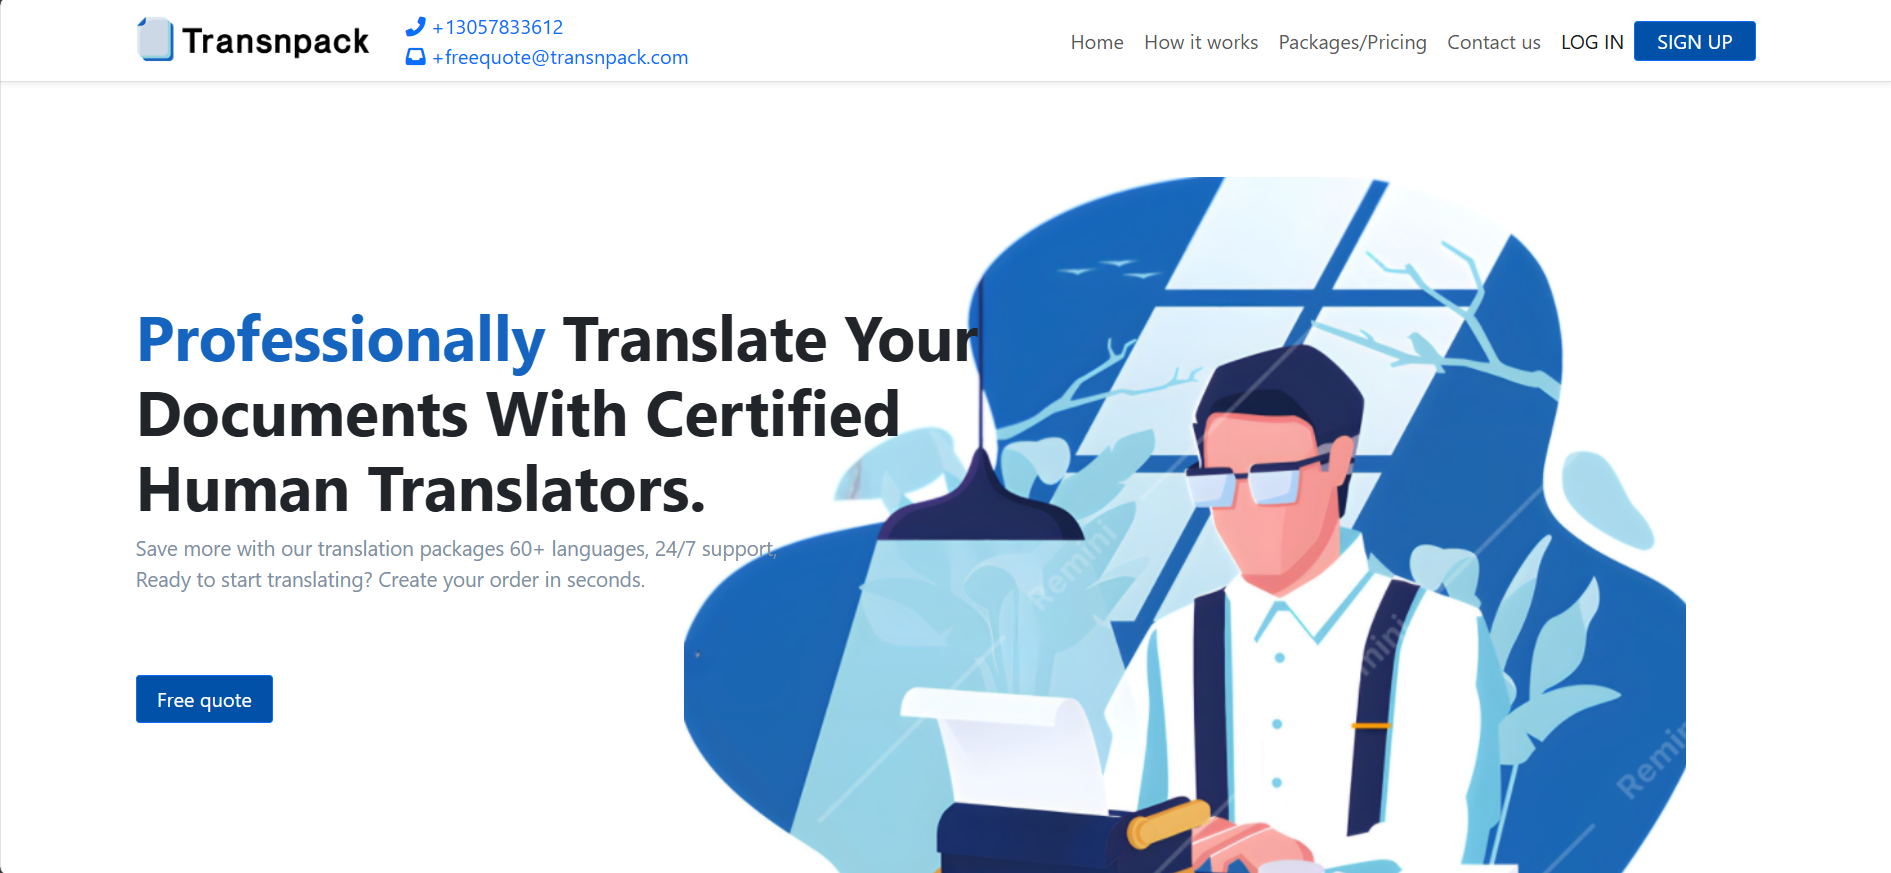 Transnpack
+13057833612
+freequote@transnpack.com
Home
How it works
Packages/Pricing
Contact us
LOG IN
SIGN UP
Professionally Translate Your
Documents With Certified
Human Translators.
Save more with our translation packages 60+ languages, 24/7 support,
Ready to start translating? Create your order in seconds.
Free quote
Remini
mini
Remin